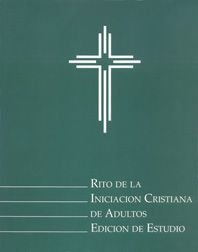 RITO DE LA
INICIACION CRISTIANA
DE ADULTOS
EDICION DE ESTUDIO